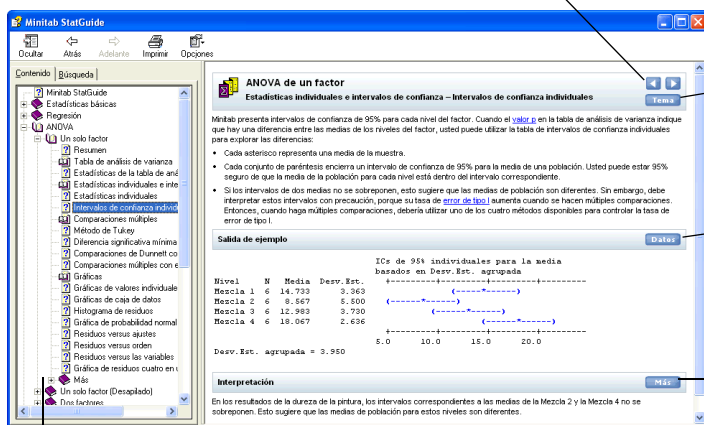 Minitab StatGuide
Ocultar Atrás Adelante Imprimir Opciones
Contenido Búsqueda
Minitab StatGuide
Estadísticas básicas
Regresión
ANOVA
Un solo factor
Resumen
Tabla de análisis de varianza
Estadísticas de la tabla de aná
Estadísticas individuales e inte
Estadísticas individuales
Intervalos de confianza individ
Comparaciones múltiples
Método de Tukey
Diferencia significativa mínima
Comparaciones de Dunnett co
Comparaciones múltiples con e
Gráficas
Gráficas de valores individuale
Gráficas de caja de datos
Histograma de residuos
Gráfica de probabilidad normal
Residuos versus ajustes
Residuos versus orden
Residuos versus las variables
Gráfica de residuos cuatro en u
Más
Un solo factor (Desapilado)
Dos factores
ANOVA de un factor
Estadísticas individuales e intervalos de confianza – Intervalos de confianza individuales
Tema
Minitab presenta intervalos de confianza de 95% para cada nivel del factor. Cuando el valor p en la tabla de análisis de varianza indique
que hay una diferencia entre las medias de los niveles del factor, usted puede utilizar la tabla de intervalos de confianza individuales
para explorar las diferencias:
• Cada asterisco representa una media de la muestra.
• Cada conjunto de paréntesis encierra un intervalo de confianza de 95% para la media de una población. Usted puede estar 95%
seguro de que la media de la población para cada nivel está dentro del intervalo correspondiente.
• Si los intervalos de dos medias no se sobreponen, esto sugiere que las medias de población son diferentes. Sin embargo, debe
interpretar estos intervalos con precaución, porque su tasa de error de tipo I aumenta cuando se hacen múltiples comparaciones.
Entonces, cuando haga múltiples comparaciones, debería utilizar uno de los cuatro métodos disponibles para controlar la tasa de
error de tipo I.
Salida de ejemplo Datos
ICs de 95% individuales para la media
basados en Desv.Est. agrupada
Nivel N Media Desv.Est. +---------+---------+---------+---------
Mezcla 1 6 14.733 3.363 (------*------)
Mezcla 2 6 8.567 5.500 (------*------)
Mezcla 3 6 12.983 3.730 (------*------)
Mezcla 4 6 18.067 2.636 (------*------)
+---------+---------+---------+---------
5.0 10.0 15.0 20.0
Desv.Est. agrupada = 3.950
Interpretación Más
En los resultados de la dureza de la pintura, los intervalos correspondientes a las medias de la Mezcla 2 y la Mezcla 4 no se
sobreponen. Esto sugiere que las medias de población para estos niveles son diferentes.